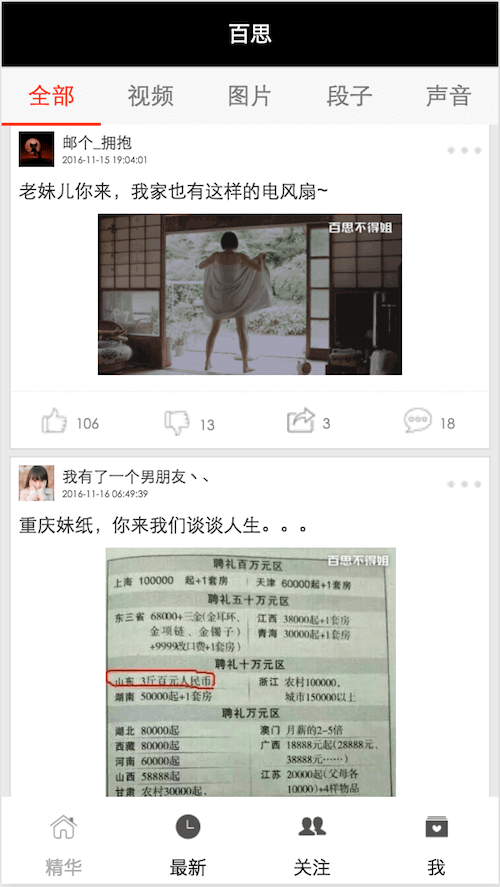 百思
全部 视频 图片 段子 声音
邮个_拥抱
2016-11-15 19:04:01
老妹儿你来，我家也有这样的电风扇~
百思不得姐
106 13 3 18
我有了一个男朋友丶、
2016-11-16 06:49:39
重庆妹纸，你来我们谈谈人生。。。
百思不得姐
聘礼百万元区
上海 100000 起+1套房 天津 60000起+1套房
聘礼五十万元区
东三省 68000+三金(金耳环、 江西 38000起+1套房
金项链、金镯子) 青海 30000起+1套房
+9999改口费+1套房)
聘礼十万元区
山东 3斤百元人民币 浙江 农村100000,
湖南 50000起+1套房 城市150000以上
聘礼万元区
湖北 80000起 澳门 月薪的2-5倍
西藏 80000起 广西 18888元起(28888元、
河南 60000起 38888元……)
山西 58888起 江苏 20000起(父母各
甘肃 农村30000起, 10000)+4样物品
精华 最新 关注 我